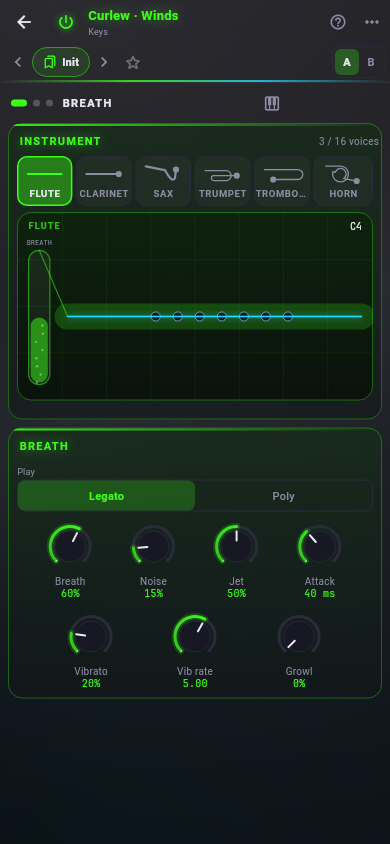 Curlew · Winds
Keys
Init
A B
BREATH
INSTRUMENT
3 / 16 voices
FLUTE CLARINET SAX TRUMPET TROMBO... HORN
FLUTE
C4
BREATH
BREATH
Play
Legato Poly
Breath Noise Jet Attack
60% 15% 50% 40 ms
Vibrato Vib rate Growl
20% 5.00 0%